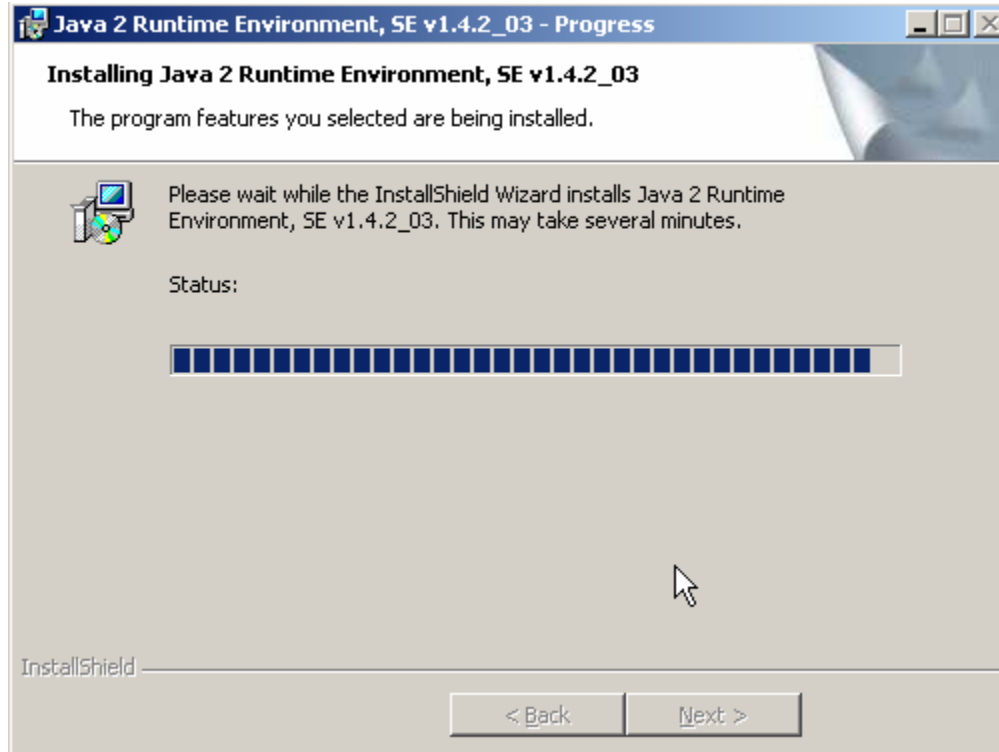 Java 2 Runtime Environment, SE v1.4.2_03 - Progress
Installing Java 2 Runtime Environment, SE v1.4.2_03
The program features you selected are being installed.
Please wait while the InstallShield Wizard installs Java 2 Runtime
Environment, SE v1.4.2_03. This may take several minutes.
Status:
InstallShield
< Back
Next >